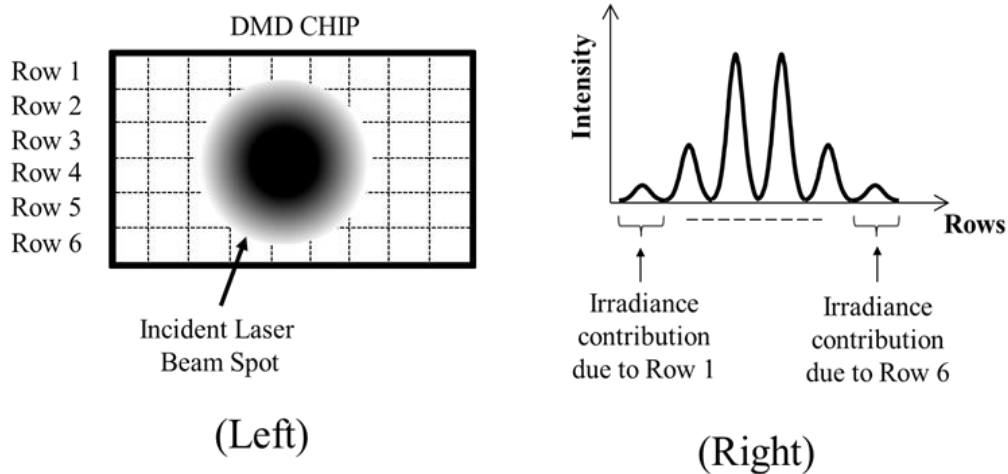 DMD CHIP
Row 1
Row 2
Row 3
Row 4
Row 5
Row 6
Incident Laser
Beam Spot
(Left)
Intensity
Rows
Irradiance
contribution
due to Row 1
Irradiance
contribution
due to Row 6
(Right)